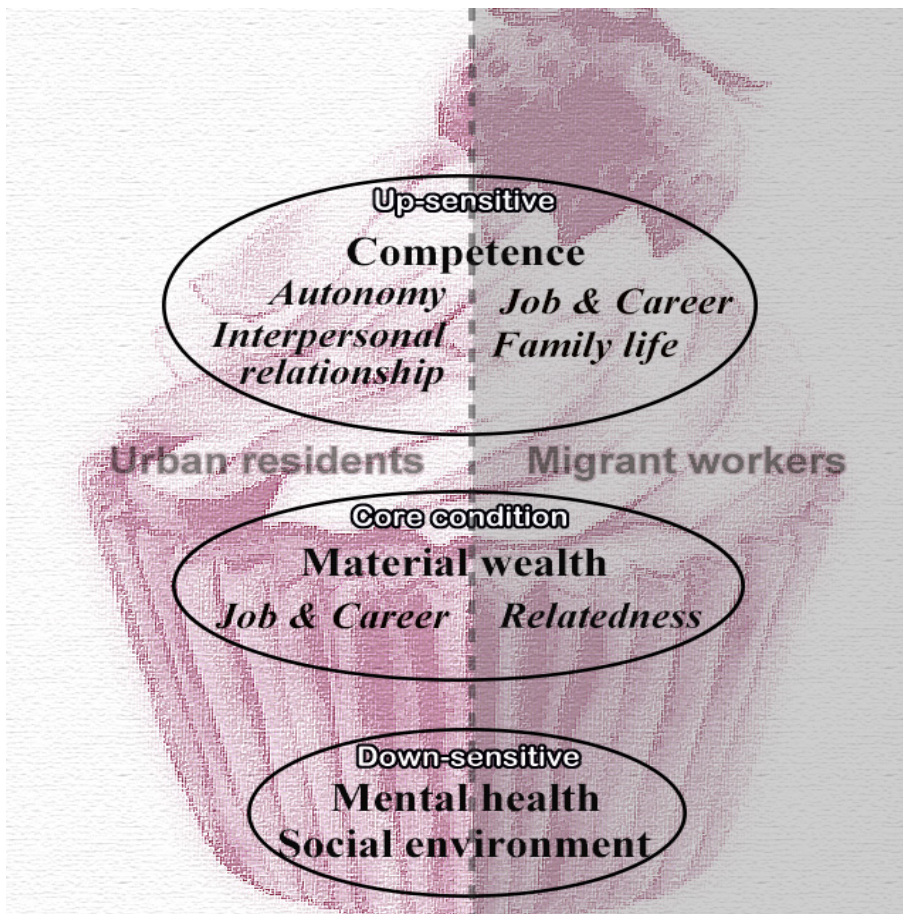 Up-sensitive
Competence
Autonomy
Interpersonal
relationship
Job & Career
Family life
Urban residents
Migrant workers
Core condition
Material wealth
Job & Career
Relatedness
Down-sensitive
Mental health
Social environment